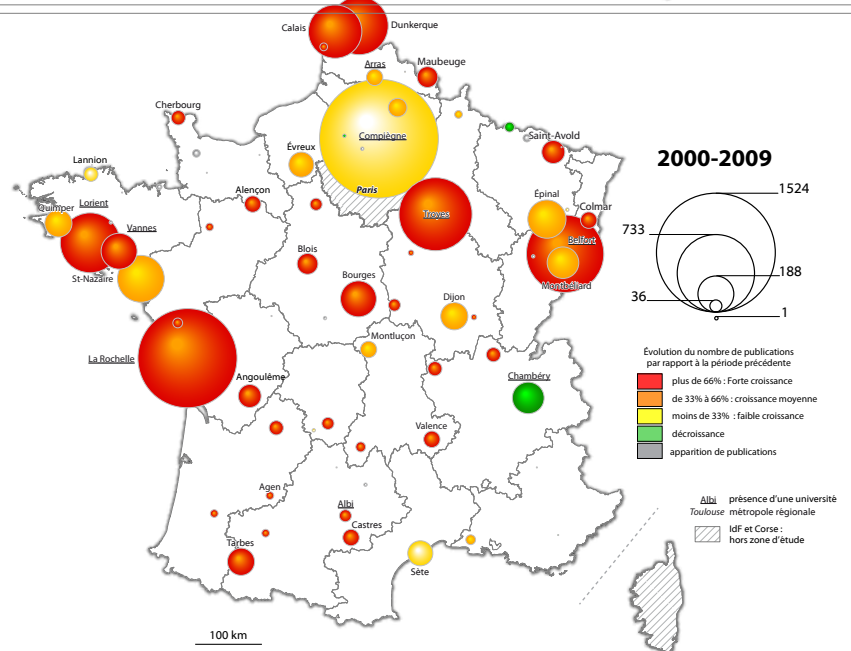 Calais
Dunkerque
Arras
Maubeuge
Cherbourg
Compiègne
Saint-Avold
Évreux
Lannion
Paris
Alençon
Épinal
Colmar
Lorient
Quimper
Troyes
Vannes
Belfort
Blois
St-Nazaire
Bourges
Montbéliard
Dijon
Montluçon
La Rochelle
Angoulême
Chambéry
Valence
Agen
Albi
Castres
Tarbes
Sète
100 km
2000-2009
1524
733
188
36
1
Évolution du nombre de publications
par rapport à la période précédente
plus de 66% : Forte croissance
de 33% à 66% : croissance moyenne
moins de 33% : faible croissance
décroissance
apparition de publications
Albi présence d'une université
Toulouse métropole régionale
IdF et Corse :
hors zone d'étude